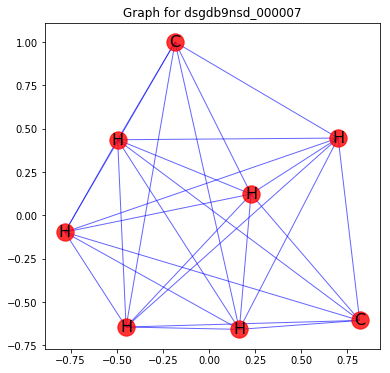 Graph for dsgdb9nsd_000007
1.00
C
0.75
0.50
H
H
0.25
H
0.00
H
−0.25
−0.50
H
H
C
−0.75
−0.75 −0.50 −0.25 0.00 0.25 0.50 0.75